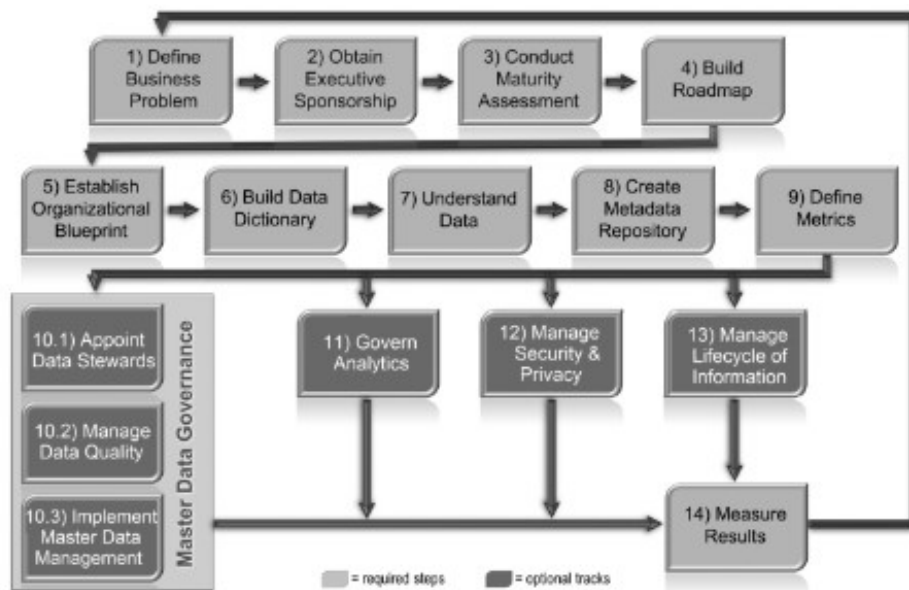 1) Define
Business
Problem
2) Obtain
Executive
Sponsorship
3) Conduct
Maturity
Assessment
4) Build
Roadmap
5) Establish
Organizational
Blueprint
6) Build Data
Dictionary
7) Understand
Data
8) Create
Metadata
Repository
9) Define
Metrics
10.1) Appoint
Data Stewards
10.2) Manage
Data Quality
10.3) Implement
Master Data
Management
Master Data Governance
11) Govern
Analytics
12) Manage
Security &
Privacy
13) Manage
Lifecycle of
Information
14) Measure
Results
= required steps
= optional tracks